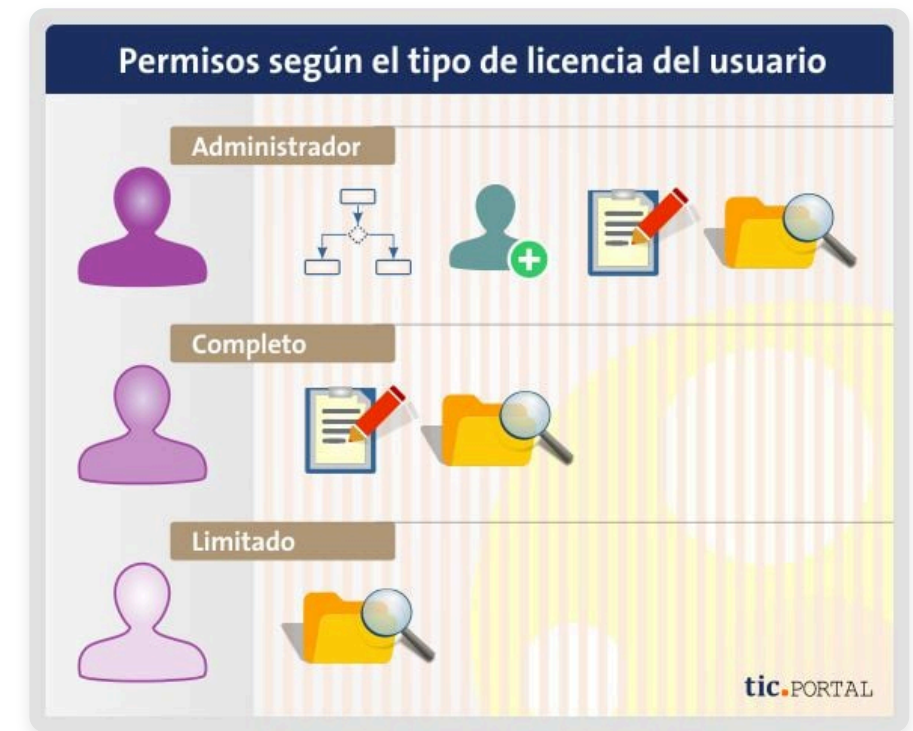 Permisos según el tipo de licencia del usuario
Administrador
Completo
Limitado
tic.PORTAL